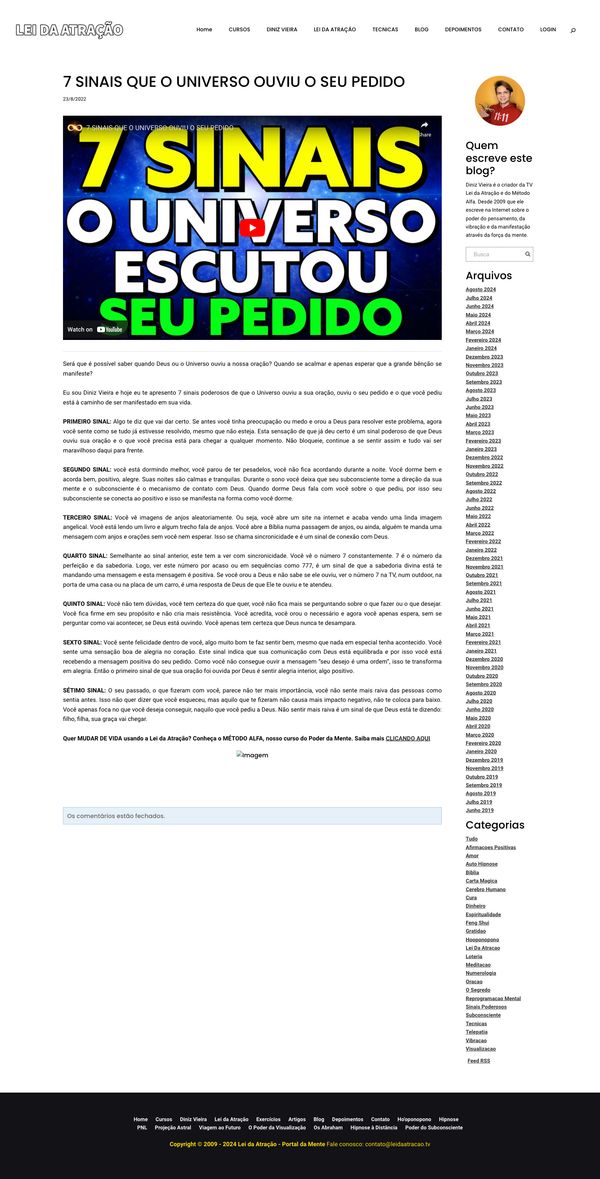 LEI DA ATRAÇÃO
Home CURSOS DINIZ VIEIRA LEI DA ATRAÇÃO TECNICAS BLOG DEPOIMENTOS CONTATO LOGIN
7 SINAIS QUE O UNIVERSO OUVIU O SEU PEDIDO
23/8/2022
7 SINAIS QUE O UNIVERSO OUVIU O SEU PEDIDO
Share
7 SINAIS
O UNIVERSO
ESCUTOU
SEU PEDIDO
Watch on YouTube
Será que é possível saber quando Deus ou o Universo ouviu a nossa oração? Quando se acalmar e apenas esperar que a grande bênção se
manifeste?
Eu sou Diniz Vieira e hoje eu te apresento 7 sinais poderosos de que o Universo ouviu a sua oração, ouviu o seu pedido e o que você pediu
está à caminho de ser manifestado em sua vida.
PRIMEIRO SINAL: Algo te diz que vai dar certo. Se antes você tinha preocupação ou medo e orou a Deus para resolver este problema, agora
você sente como se tudo já estivesse resolvido, mesmo que não esteja. Esta sensação de que já deu certo é um sinal poderoso de que Deus
ouviu sua oração e o que você precisa está para chegar a qualquer momento. Não bloqueie, continue a se sentir assim e tudo vai ser
maravilhoso daqui para frente.
SEGUNDO SINAL: você está dormindo melhor, você parou de ter pesadelos, você não fica acordando durante a noite. Você dorme bem e
acorda bem, positivo, alegre. Suas noites são calmas e tranquilas. Durante o sono você deixa que seu subconsciente tome a direção da sua
mente e o subconsciente é o mecanismo de contato com Deus. Quando dorme Deus fala com você sobre o que pediu, por isso seu
subconsciente se conecta ao positivo e isso se manifesta na forma como você dorme.
TERCEIRO SINAL: Você vê imagens de anjos aleatoriamente. Ou seja, você abre um site na internet e acaba vendo uma linda imagem
angelical. Você está lendo um livro e algum trecho fala de anjos. Você abre a Bíblia numa passagem de anjos, ou ainda, alguém te manda uma
mensagem com anjos e orações sem você nem esperar. Isso se chama sincronicidade e é um sinal de conexão com Deus.
QUARTO SINAL: Semelhante ao sinal anterior, este tem a ver com sincronicidade. Você vê o número 7 constantemente. 7 é o número da
perfeição e da sabedoria. Logo, ver este número por acaso ou em sequências como 777, é um sinal de que a sabedoria divina está te
mandando uma mensagem e esta mensagem é positiva. Se você orou a Deus e não sabe se ele ouviu, ver o número 7 na TV, num outdoor, na
porta de uma casa ou na placa de um carro, é uma resposta de Deus de que Ele te ouviu e te atendeu.
QUINTO SINAL: Você não tem dúvidas, você tem certeza do que quer, você não fica mais se perguntando sobre o que fazer ou o que desejar.
Você fica firme em seu propósito e não cria mais resistência. Você acredita, você orou o necessário e agora você apenas espera, sem se
perguntar como vai acontecer, se Deus está ouvindo. Você apenas tem certeza que Deus nunca te desampara.
SEXTO SINAL: Você sente felicidade dentro de você, algo muito bom te faz sentir bem, mesmo que nada em especial tenha acontecido. Você
sente uma sensação boa de alegria no coração. Este sinal indica que sua comunicação com Deus está equilibrada e por isso você está
recebendo a mensagem positiva do seu pedido. Como você não consegue ouvir a mensagem "seu desejo é uma ordem", isso te transforma
em alegria. Então o primeiro sinal de que sua oração foi ouvida por Deus é sentir alegria interior, algo positivo.
SÉTIMO SINAL: O seu passado, o que fizeram com você, parece não ter mais importância, você não sente mais raiva das pessoas como
sentia antes. Isso não quer dizer que você esqueceu, mas aquilo que te fizeram não causa mais impacto negativo, não te coloca para baixo.
Você apenas foca no que você deseja conseguir, naquilo que você pediu a Deus. Não sentir mais raiva é um sinal de que Deus está te dizendo:
filho, filha, sua graça vai chegar.
Quer MUDAR DE VIDA usando a Lei da Atração? Conheça o MÉTODO ALFA, nosso curso do Poder da Mente. Saiba mais CLICANDO AQUI
Imagem
Os comentários estão fechados.
11:11
Quem
escreve este
blog?
Diniz Vieira é o criador da TV
Lei da Atração e do Método
Alfa. Desde 2009 que ele
escreve na Internet sobre o
poder do pensamento, da
vibração e da manifestação
através da força da mente.
Busca
Arquivos
Agosto 2024
Julho 2024
Junho 2024
Maio 2024
Abril 2024
Março 2024
Fevereiro 2024
Janeiro 2024
Dezembro 2023
Novembro 2023
Outubro 2023
Setembro 2023
Agosto 2023
Julho 2023
Junho 2023
Maio 2023
Abril 2023
Março 2023
Fevereiro 2023
Janeiro 2023
Dezembro 2022
Novembro 2022
Outubro 2022
Setembro 2022
Agosto 2022
Julho 2022
Junho 2022
Maio 2022
Abril 2022
Março 2022
Fevereiro 2022
Janeiro 2022
Dezembro 2021
Novembro 2021
Outubro 2021
Setembro 2021
Agosto 2021
Julho 2021
Junho 2021
Maio 2021
Abril 2021
Março 2021
Fevereiro 2021
Janeiro 2021
Dezembro 2020
Novembro 2020
Outubro 2020
Setembro 2020
Agosto 2020
Julho 2020
Junho 2020
Maio 2020
Abril 2020
Março 2020
Fevereiro 2020
Janeiro 2020
Dezembro 2019
Novembro 2019
Outubro 2019
Setembro 2019
Agosto 2019
Julho 2019
Junho 2019
Categorias
Tudo
Afirmacoes Positivas
Amor
Auto Hipnose
Bíblia
Carta Magica
Cerebro Humano
Cura
Dinheiro
Espiritualidade
Feng Shui
Gratidao
Hooponopono
Lei Da Atracao
Loteria
Meditacao
Numerologia
Oracao
O Segredo
Reprogramacao Mental
Sinais Poderosos
Subconsciente
Tecnicas
Telepatia
Vibracao
Visualizacao
Feed RSS
Home Cursos Diniz Vieira Lei da Atração Exercícios Artigos Blog Depoimentos Contato Ho'oponopono Hipnose
PNL Projeção Astral Viagem ao Futuro O Poder da Visualização Os Abraham Hipnose à Distância Poder do Subconsciente
Copyright © 2009 - 2024 Lei da Atração - Portal da Mente Fale conosco: contato@leidaatracao.tv